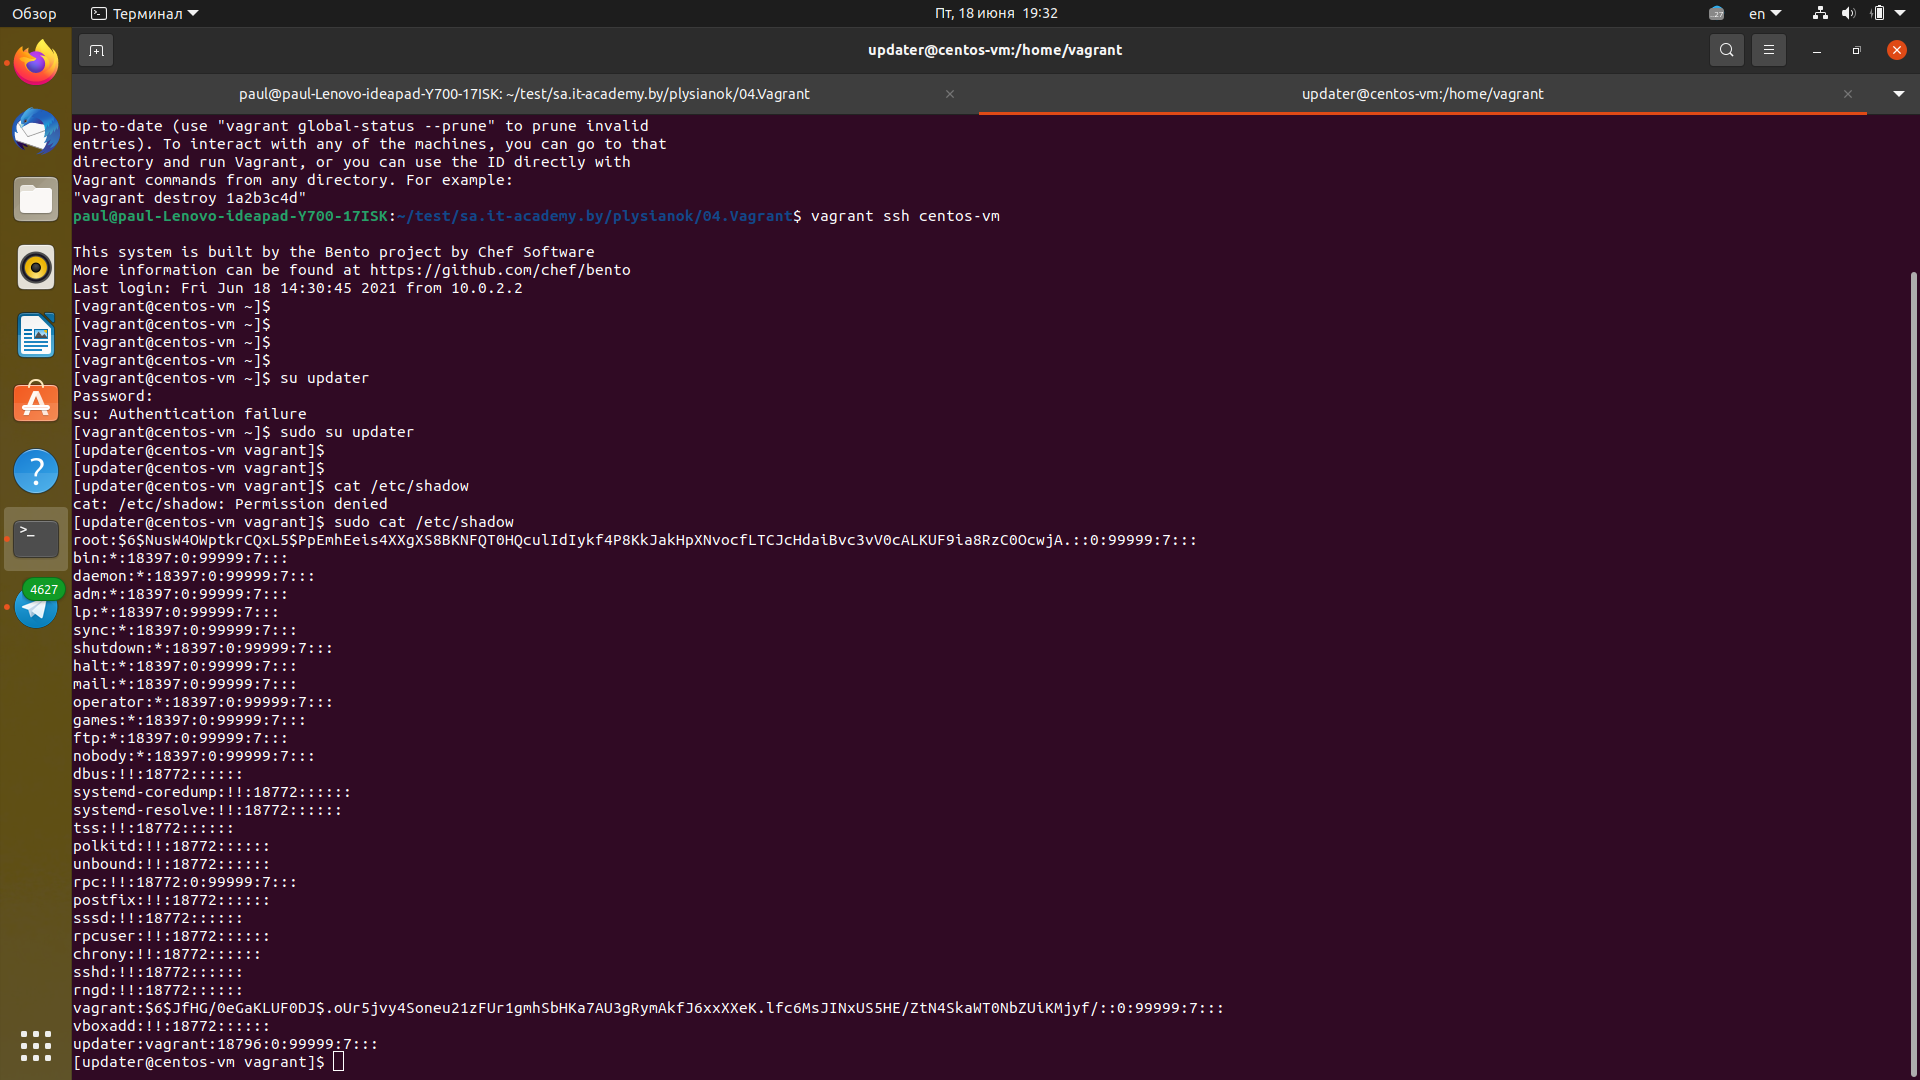 Обзор
Терминал
Пт, 18 июня 19:32
en
updater@centos-vm:/home/vagrant
paul@paul-Lenovo-ideapad-Y700-17ISK: ~/test/sa.it-academy.by/plysianok/04.Vagrant
updater@centos-vm:/home/vagrant
up-to-date (use "vagrant global-status --prune" to prune invalid
entries). To interact with any of the machines, you can go to that
directory and run Vagrant, or you can use the ID directly with
Vagrant commands from any directory. For example:
"vagrant destroy 1a2b3c4d"
paul@paul-Lenovo-ideapad-Y700-17ISK:~/test/sa.it-academy.by/plysianok/04.Vagrant$ vagrant ssh centos-vm
This system is built by the Bento project by Chef Software
More information can be found at https://github.com/chef/bento
Last login: Fri Jun 18 14:30:45 2021 from 10.0.2.2
[vagrant@centos-vm ~]$
[vagrant@centos-vm ~]$
[vagrant@centos-vm ~]$
[vagrant@centos-vm ~]$
[vagrant@centos-vm ~]$ su updater
Password:
su: Authentication failure
[vagrant@centos-vm ~]$ sudo su updater
[updater@centos-vm vagrant]$
[updater@centos-vm vagrant]$
[updater@centos-vm vagrant]$ cat /etc/shadow
cat: /etc/shadow: Permission denied
[updater@centos-vm vagrant]$ sudo cat /etc/shadow
root:$6$NusW4OWptkrCQxL5$PpEmhEeis4XXgXS8BKNFQT0HQculIdIykf4P8KkJakHpXNvocfLTCJcHdaiBvc3vV0cALKUF9ia8RzC0OcwjA.::0:99999:7:::
bin:*:18397:0:99999:7:::
daemon:*:18397:0:99999:7:::
adm:*:18397:0:99999:7:::
lp:*:18397:0:99999:7:::
sync:*:18397:0:99999:7:::
shutdown:*:18397:0:99999:7:::
halt:*:18397:0:99999:7:::
mail:*:18397:0:99999:7:::
operator:*:18397:0:99999:7:::
games:*:18397:0:99999:7:::
ftp:*:18397:0:99999:7:::
nobody:*:18397:0:99999:7:::
dbus:!!:18772::::::
systemd-coredump:!!:18772::::::
systemd-resolve:!!:18772::::::
tss:!!:18772::::::
polkitd:!!:18772::::::
unbound:!!:18772::::::
rpc:!!:18772:0:99999:7:::
postfix:!!:18772::::::
sssd:!!:18772::::::
rpcuser:!!:18772::::::
chrony:!!:18772::::::
sshd:!!:18772::::::
rngd:!!:18772::::::
vagrant:$6$JfHG/0eGaKLUF0DJ$.oUr5jvy4Soneu21zFUr1gmhSbHKa7AU3gRymAkfJ6xxXXeK.lfc6MsJINxUS5HE/ZtN4SkaWT0NbZUiKMjyf/::0:99999:7:::
vboxadd:!!:18772::::::
updater:vagrant:18796:0:99999:7:::
[updater@centos-vm vagrant]$
4627